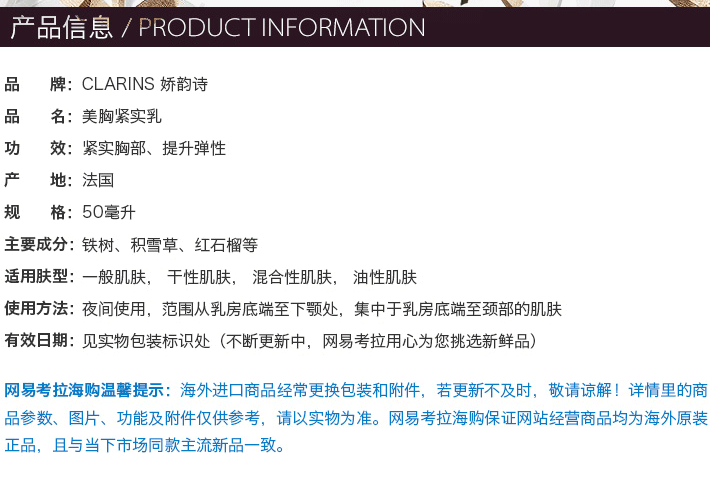 产品信息 / PRODUCT INFORMATION
品 牌：CLARINS 娇韵诗
品 名：美胸紧实乳
功 效：紧实胸部、提升弹性
产 地：法国
规 格：50毫升
主要成分：铁树、积雪草、红石榴等
适用肤型：一般肌肤， 干性肌肤， 混合性肌肤， 油性肌肤
使用方法：夜间使用，范围从乳房底端至下颚处，集中于乳房底端至颈部的肌肤
有效日期：见实物包装标识处（不断更新中，网易考拉用心为您挑选新鲜品）
网易考拉海购温馨提示：海外进口商品经常更换包装和附件，若更新不及时，敬请谅解！详情里的商
品参数、图片、功能及附件仅供参考，请以实物为准。网易考拉海购保证网站经营商品均为海外原装
正品，且与当下市场同款主流新品一致。